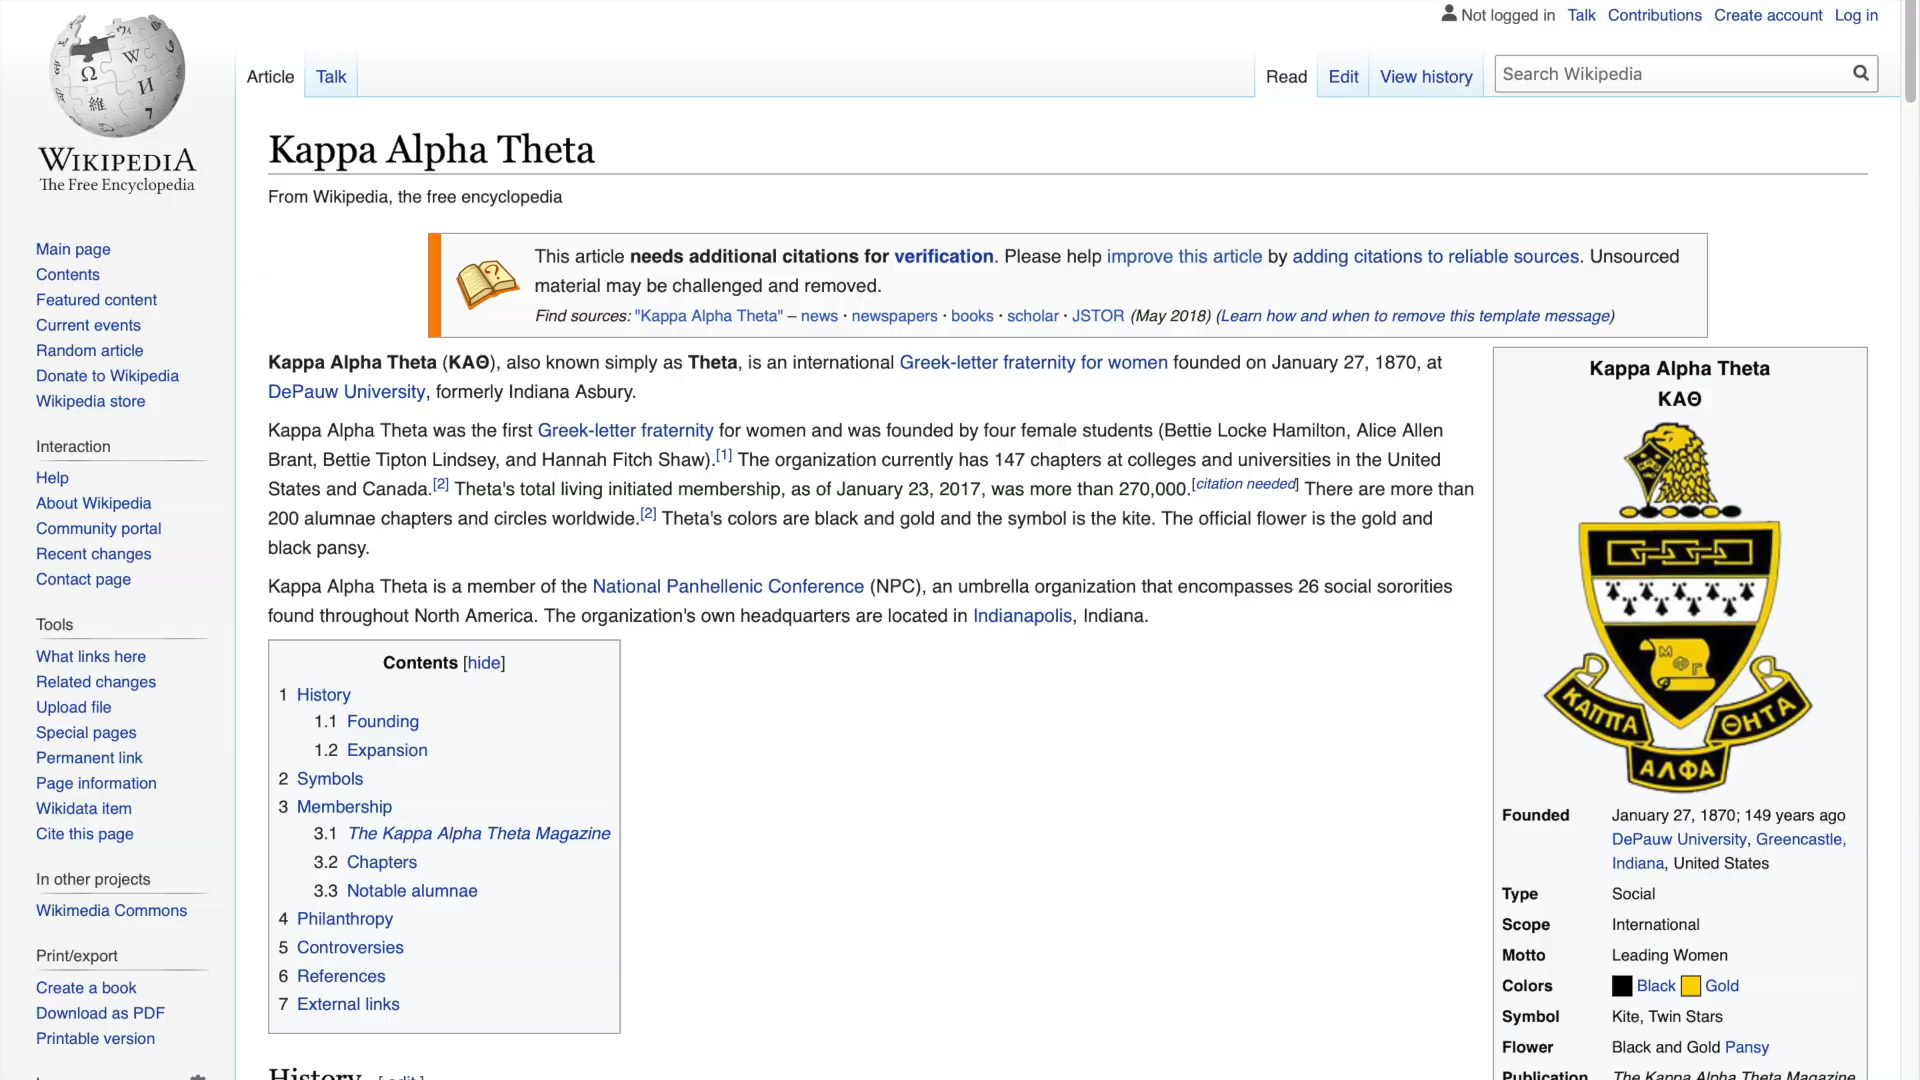 Not logged in Talk Contributions Create account Log in
Article Talk Read Edit View history Search Wikipedia
WIKIPEDIA
The Free Encyclopedia
Main page
Contents
Featured content
Current events
Random article
Donate to Wikipedia
Wikipedia store
Interaction
Help
About Wikipedia
Community portal
Recent changes
Contact page
Tools
What links here
Related changes
Upload file
Special pages
Permanent link
Page information
Wikidata item
Cite this page
In other projects
Wikimedia Commons
Print/export
Create a book
Download as PDF
Printable version
Kappa Alpha Theta
From Wikipedia, the free encyclopedia
This article needs additional citations for verification. Please help improve this article by adding citations to reliable sources. Unsourced
material may be challenged and removed.
Find sources: "Kappa Alpha Theta" – news · newspapers · books · scholar · JSTOR (May 2018) (Learn how and when to remove this template message)
Kappa Alpha Theta (ΚΑΘ), also known simply as Theta, is an international Greek-letter fraternity for women founded on January 27, 1870, at
DePauw University, formerly Indiana Asbury.
Kappa Alpha Theta was the first Greek-letter fraternity for women and was founded by four female students (Bettie Locke Hamilton, Alice Allen
Brant, Bettie Tipton Lindsey, and Hannah Fitch Shaw).[1] The organization currently has 147 chapters at colleges and universities in the United
States and Canada.[2] Theta's total living initiated membership, as of January 23, 2017, was more than 270,000.[citation needed] There are more than
200 alumnae chapters and circles worldwide.[2] Theta's colors are black and gold and the symbol is the kite. The official flower is the gold and
black pansy.
Kappa Alpha Theta is a member of the National Panhellenic Conference (NPC), an umbrella organization that encompasses 26 social sororities
found throughout North America. The organization's own headquarters are located in Indianapolis, Indiana.
Contents [hide]
1 History
1.1 Founding
1.2 Expansion
2 Symbols
3 Membership
3.1 The Kappa Alpha Theta Magazine
3.2 Chapters
3.3 Notable alumnae
4 Philanthropy
5 Controversies
6 References
7 External links
History [ edit ]
Kappa Alpha Theta
ΚΑΘ
ΚΑΠΠΑ
ΑΛΦΑ
ΘΗΤΑ
Founded January 27, 1870; 149 years ago
DePauw University, Greencastle,
Indiana, United States
Type Social
Scope International
Motto Leading Women
Colors Black Gold
Symbol Kite, Twin Stars
Flower Black and Gold Pansy
Publication The Kappa Alpha Theta Magazine